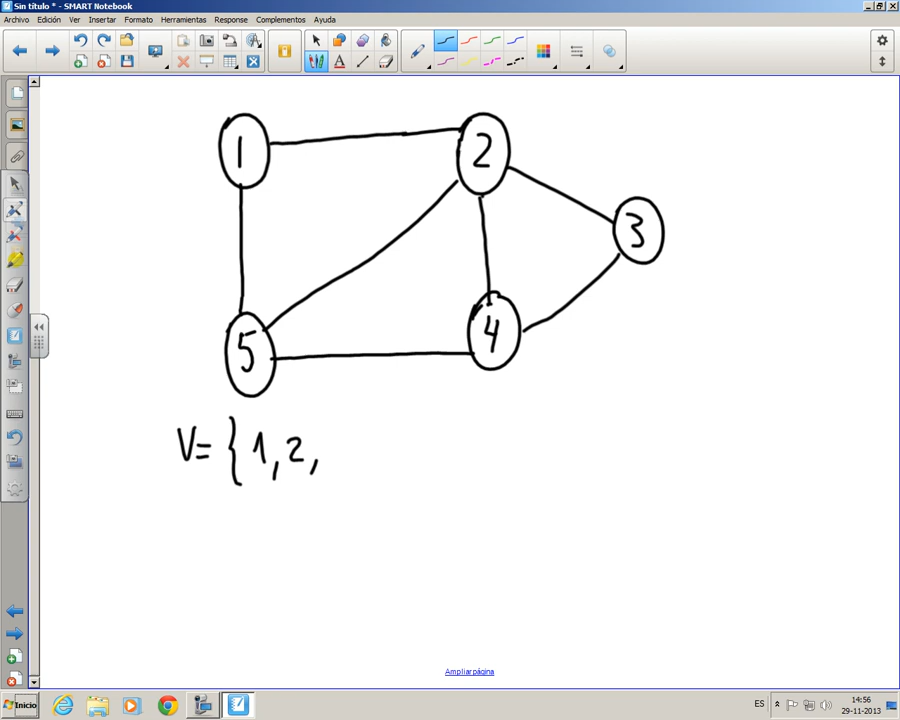 Sin título * - SMART Notebook
Archivo Edición Ver Insertar Formato Herramientas Response Complementos Ayuda
1
2
3
5
4
V= { 1, 2,
Ampliar página
Inicio
ES
14:56
29-11-2013